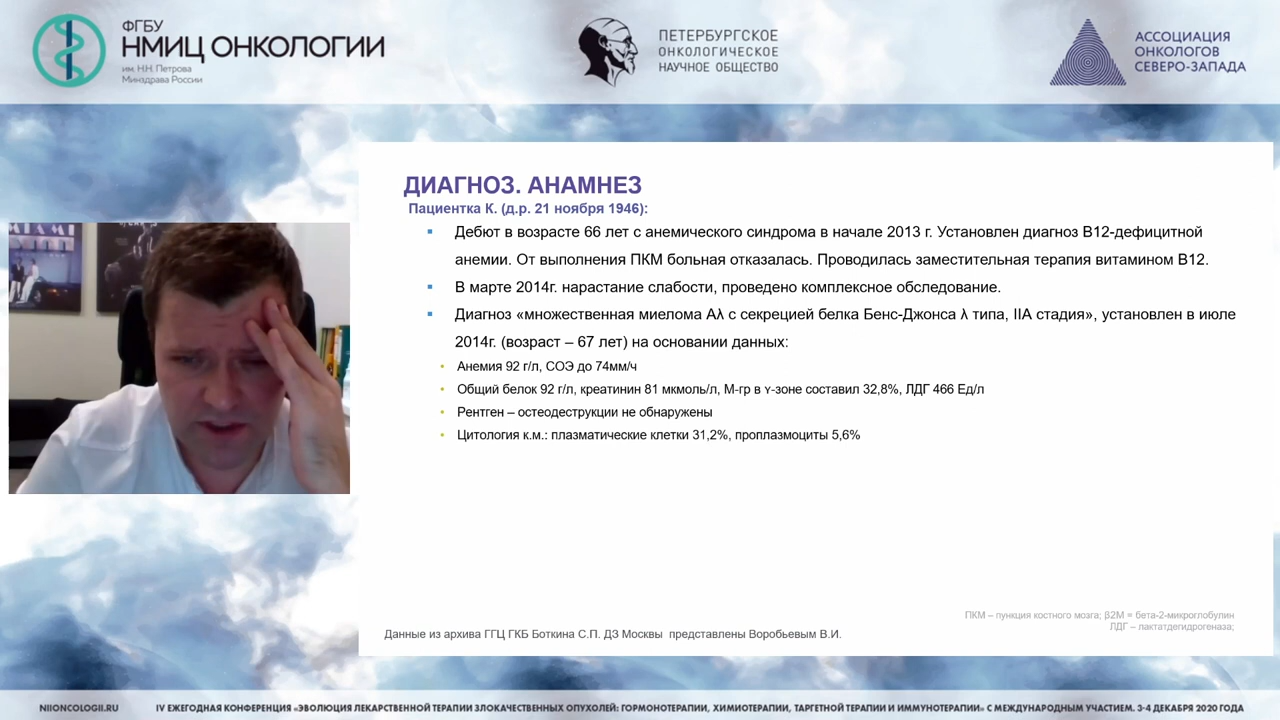 ФГБУ
НМИЦ ОНКОЛОГИИ
им. Н.Н. Петрова
Минздрава России
ПЕТЕРБУРГСКОЕ
ОНКОЛОГИЧЕСКОЕ
НАУЧНОЕ ОБЩЕСТВО
АССОЦИАЦИЯ
ОНКОЛОГОВ
СЕВЕРО-ЗАПАДА
ДИАГНОЗ. АНАМНЕЗ
Пациентка К. (д.р. 21 ноября 1946):
▪ Дебют в возрасте 66 лет с анемического синдрома в начале 2013 г. Установлен диагноз В12-дефицитной
анемии. От выполнения ПКМ больная отказалась. Проводилась заместительная терапия витамином В12.
▪ В марте 2014г. нарастание слабости, проведено комплексное обследование.
▪ Диагноз «множественная миелома Аλ с секрецией белка Бенс-Джонса λ типа, IIA стадия», установлен в июле
2014г. (возраст – 67 лет) на основании данных:
• Анемия 92 г/л, СОЭ до 74мм/ч
• Общий белок 92 г/л, креатинин 81 мкмоль/л, М-гр в ʏ-зоне составил 32,8%, ЛДГ 466 Ед/л
• Рентген – остеодеструкции не обнаружены
• Цитология к.м.: плазматические клетки 31,2%, проплазмоциты 5,6%
ПКМ – пункция костного мозга; β2М = бета-2-микроглобулин
ЛДГ – лактатдегидрогеназа;
Данные из архива ГГЦ ГКБ Боткина С.П. ДЗ Москвы представлены Воробьевым В.И.
NIIONCOLOGII.RU
IV ЕЖЕГОДНАЯ КОНФЕРЕНЦИЯ «ЭВОЛЮЦИЯ ЛЕКАРСТВЕННОЙ ТЕРАПИИ ЗЛОКАЧЕСТВЕННЫХ ОПУХОЛЕЙ: ГОРМОНОТЕРАПИИ, ХИМИОТЕРАПИИ, ТАРГЕТНОЙ ТЕРАПИИ И ИММУНОТЕРАПИИ» С МЕЖДУНАРОДНЫМ УЧАСТИЕМ. 3-4 ДЕКАБРЯ 2020 ГОДА